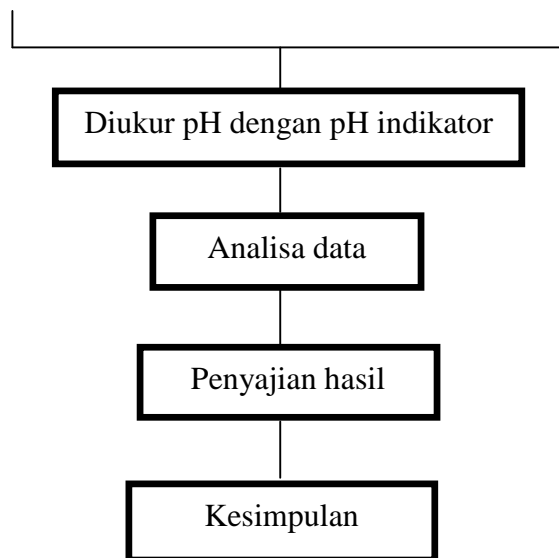 Diukur pH dengan pH indikator
Analisa data
Penyajian hasil
Kesimpulan